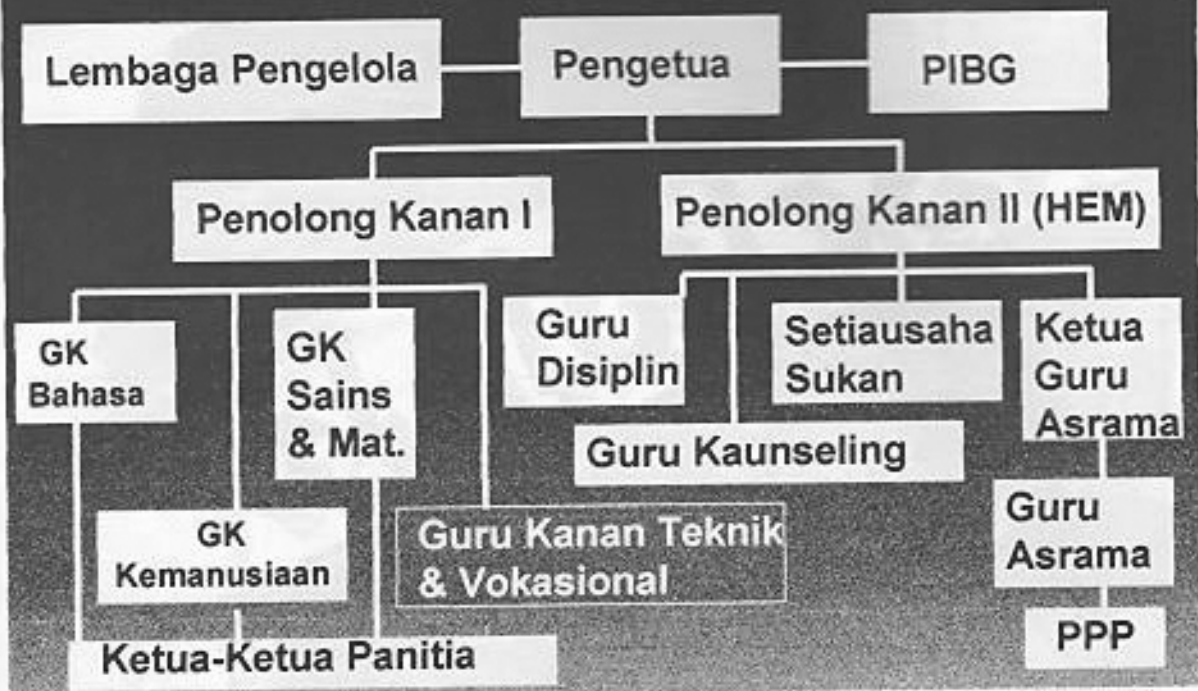 Lembaga Pengelola
Pengetua
PIBG
Penolong Kanan I
Penolong Kanan II (HEM)
GK
Bahasa
GK
Sains
& Mat.
Guru
Disiplin
Setiausaha
Sukan
Ketua
Guru
Asrama
Guru Kaunseling
GK
Kemanusiaan
Guru Kanan Teknik
& Vokasional
Guru
Asrama
Ketua-Ketua Panitia
PPP